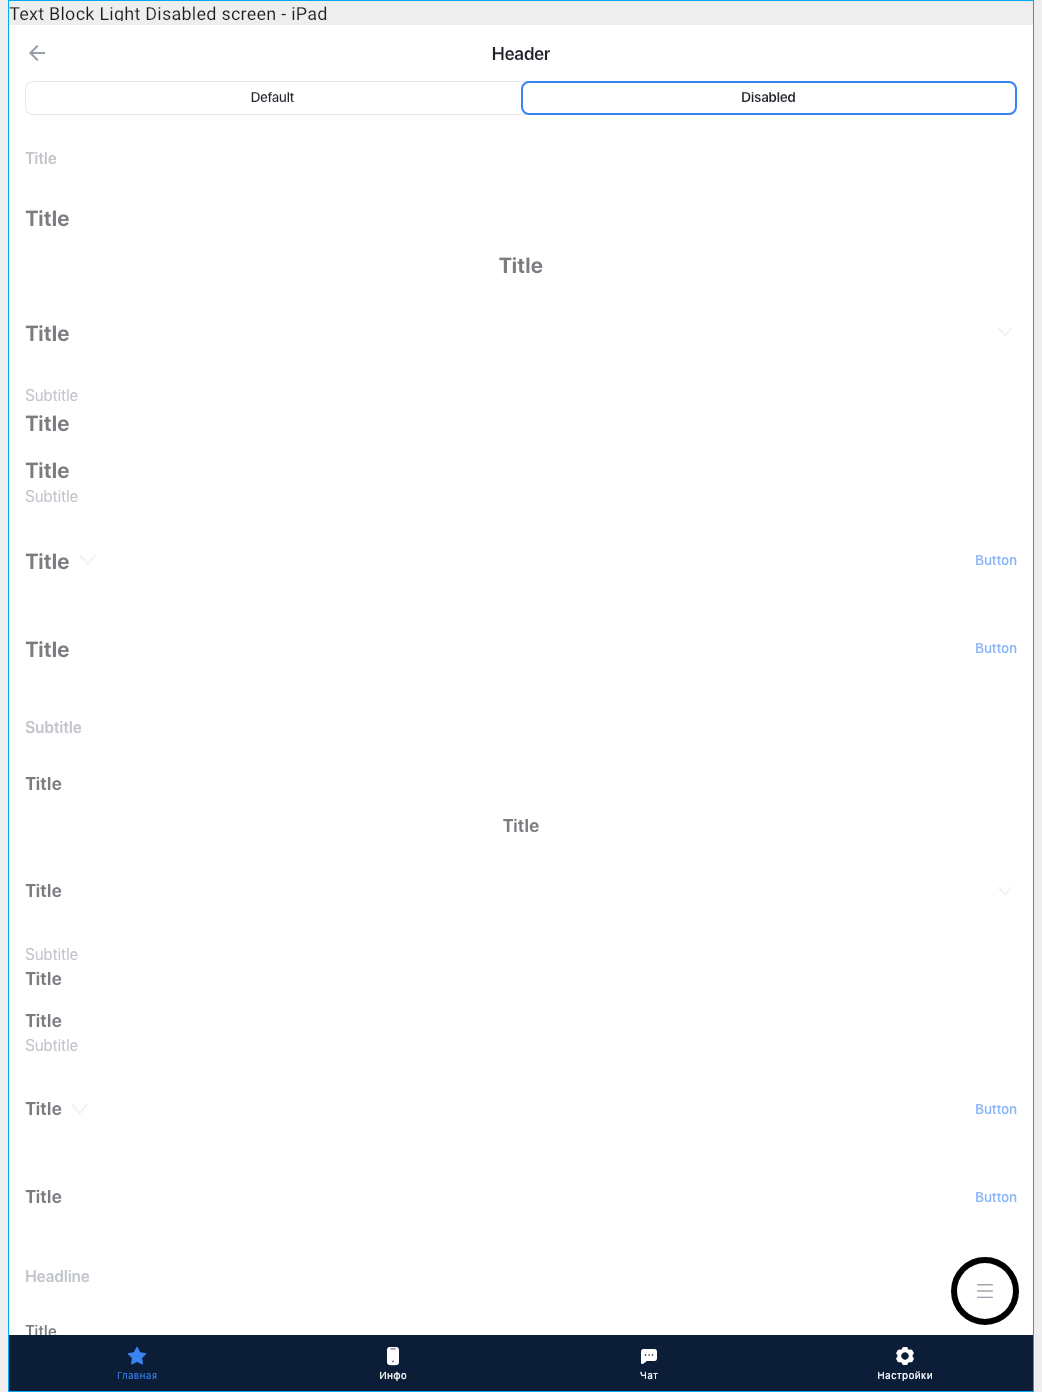 Text Block Light Disabled screen - iPad
Header
Default Disabled
Title
Title
Title
Title
Subtitle
Title
Title
Subtitle
Title Button
Title Button
Subtitle
Title
Title
Title
Subtitle
Title
Title
Subtitle
Title Button
Title Button
Headline
Title
Главная Инфо Чат Настройки